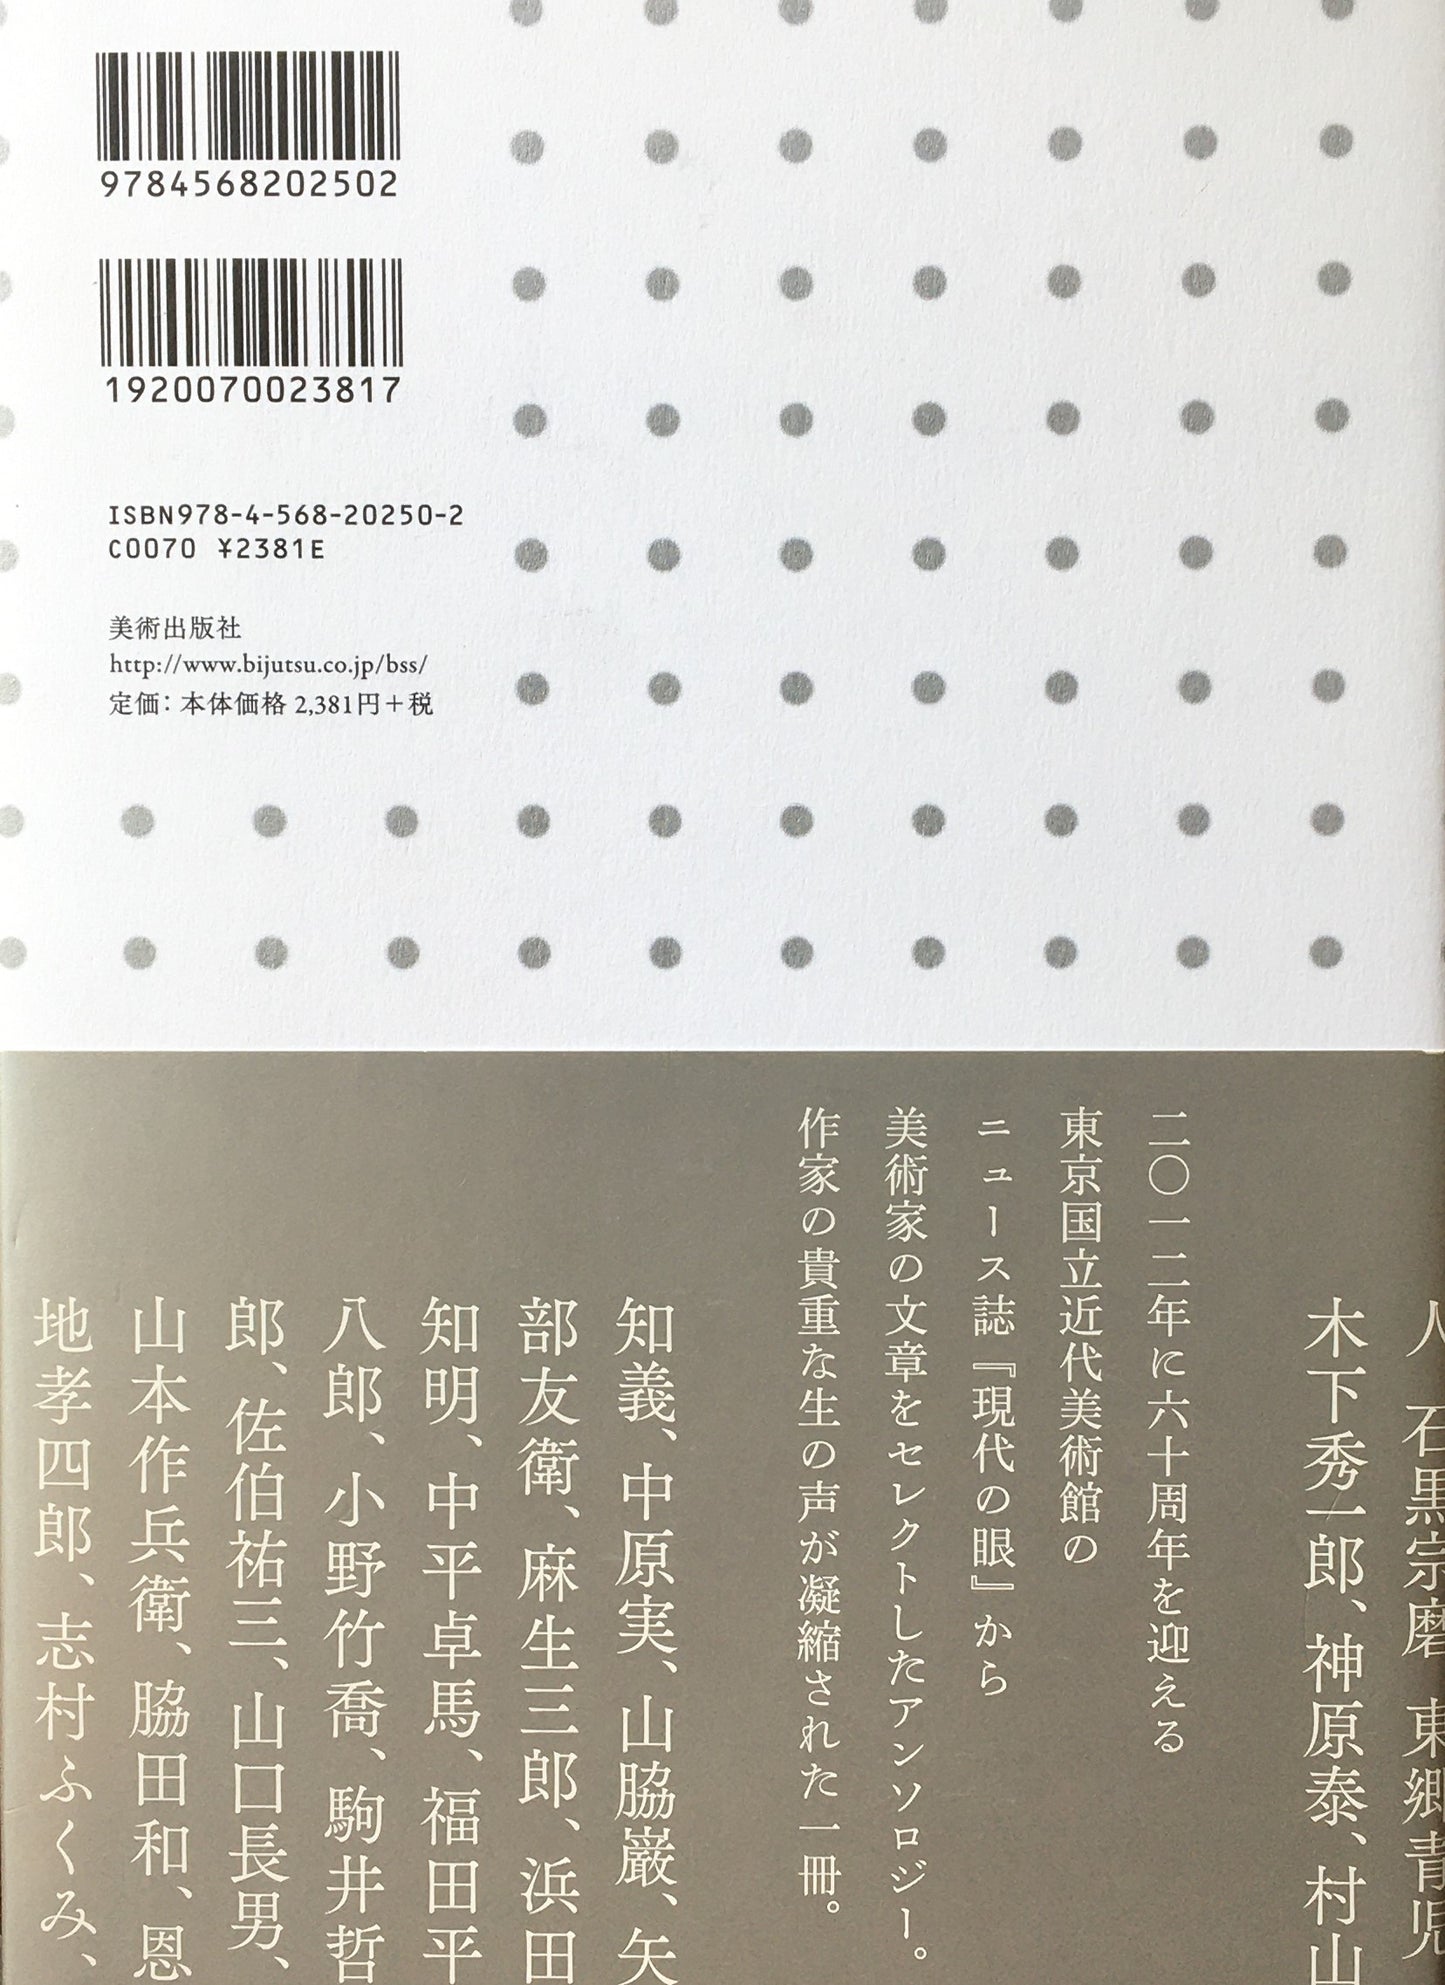 9784568202502
1920070023817
ISBN978-4-568-20250-2
C0070 ¥2381E
美術出版社
http://www.bijutsu.co.jp/bss/
定価：本体価格 2,381円＋税
人、石黒宗磨、東郷青児
木下秀一郎、神原泰、村山
二〇一二年に六十周年を迎える
東京国立近代美術館の
ニュース誌『現代の眼』から
美術家の文章をセレクトしたアンソロジー。
作家の貴重な生の声が凝縮された一冊。
知義、中原実、山脇巌、矢
部友衛、麻生三郎、浜田
知明、中平卓馬、福田平
八郎、小野竹喬、駒井哲
郎、佐伯祐三、山口長男、
山本作兵衛、脇田和、恩
地孝四郎、志村ふくみ、